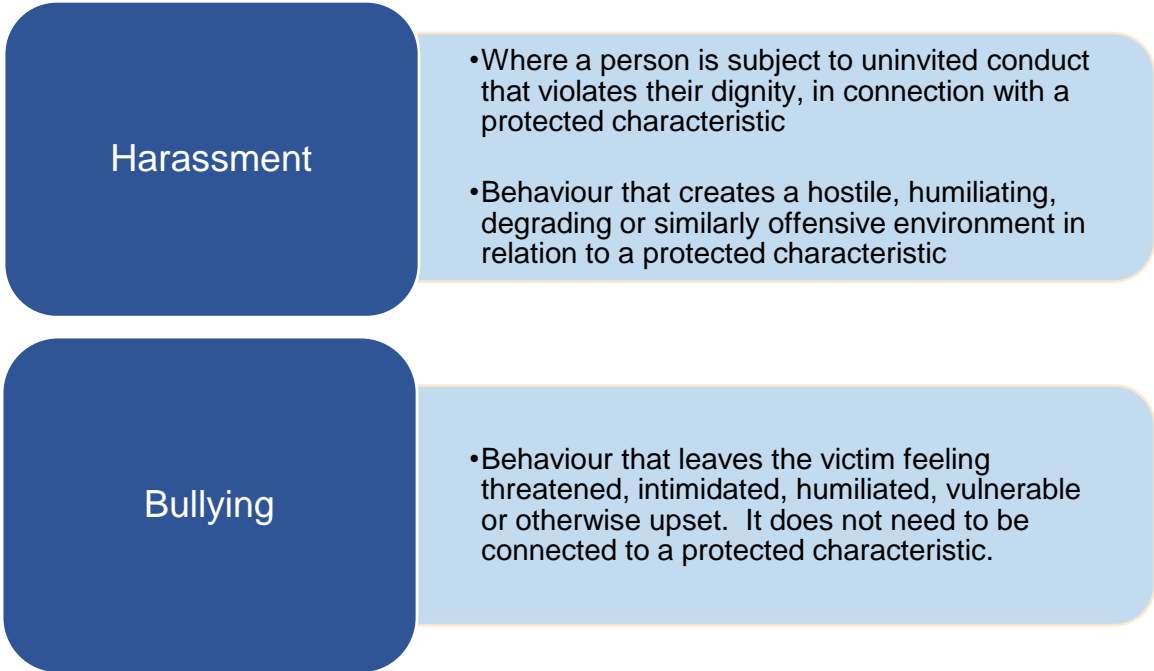 Harassment
•Where a person is subject to uninvited conduct
that violates their dignity, in connection with a
protected characteristic
•Behaviour that creates a hostile, humiliating,
degrading or similarly offensive environment in
relation to a protected characteristic
Bullying
•Behaviour that leaves the victim feeling
threatened, intimidated, humiliated, vulnerable
or otherwise upset.  It does not need to be
connected to a protected characteristic.